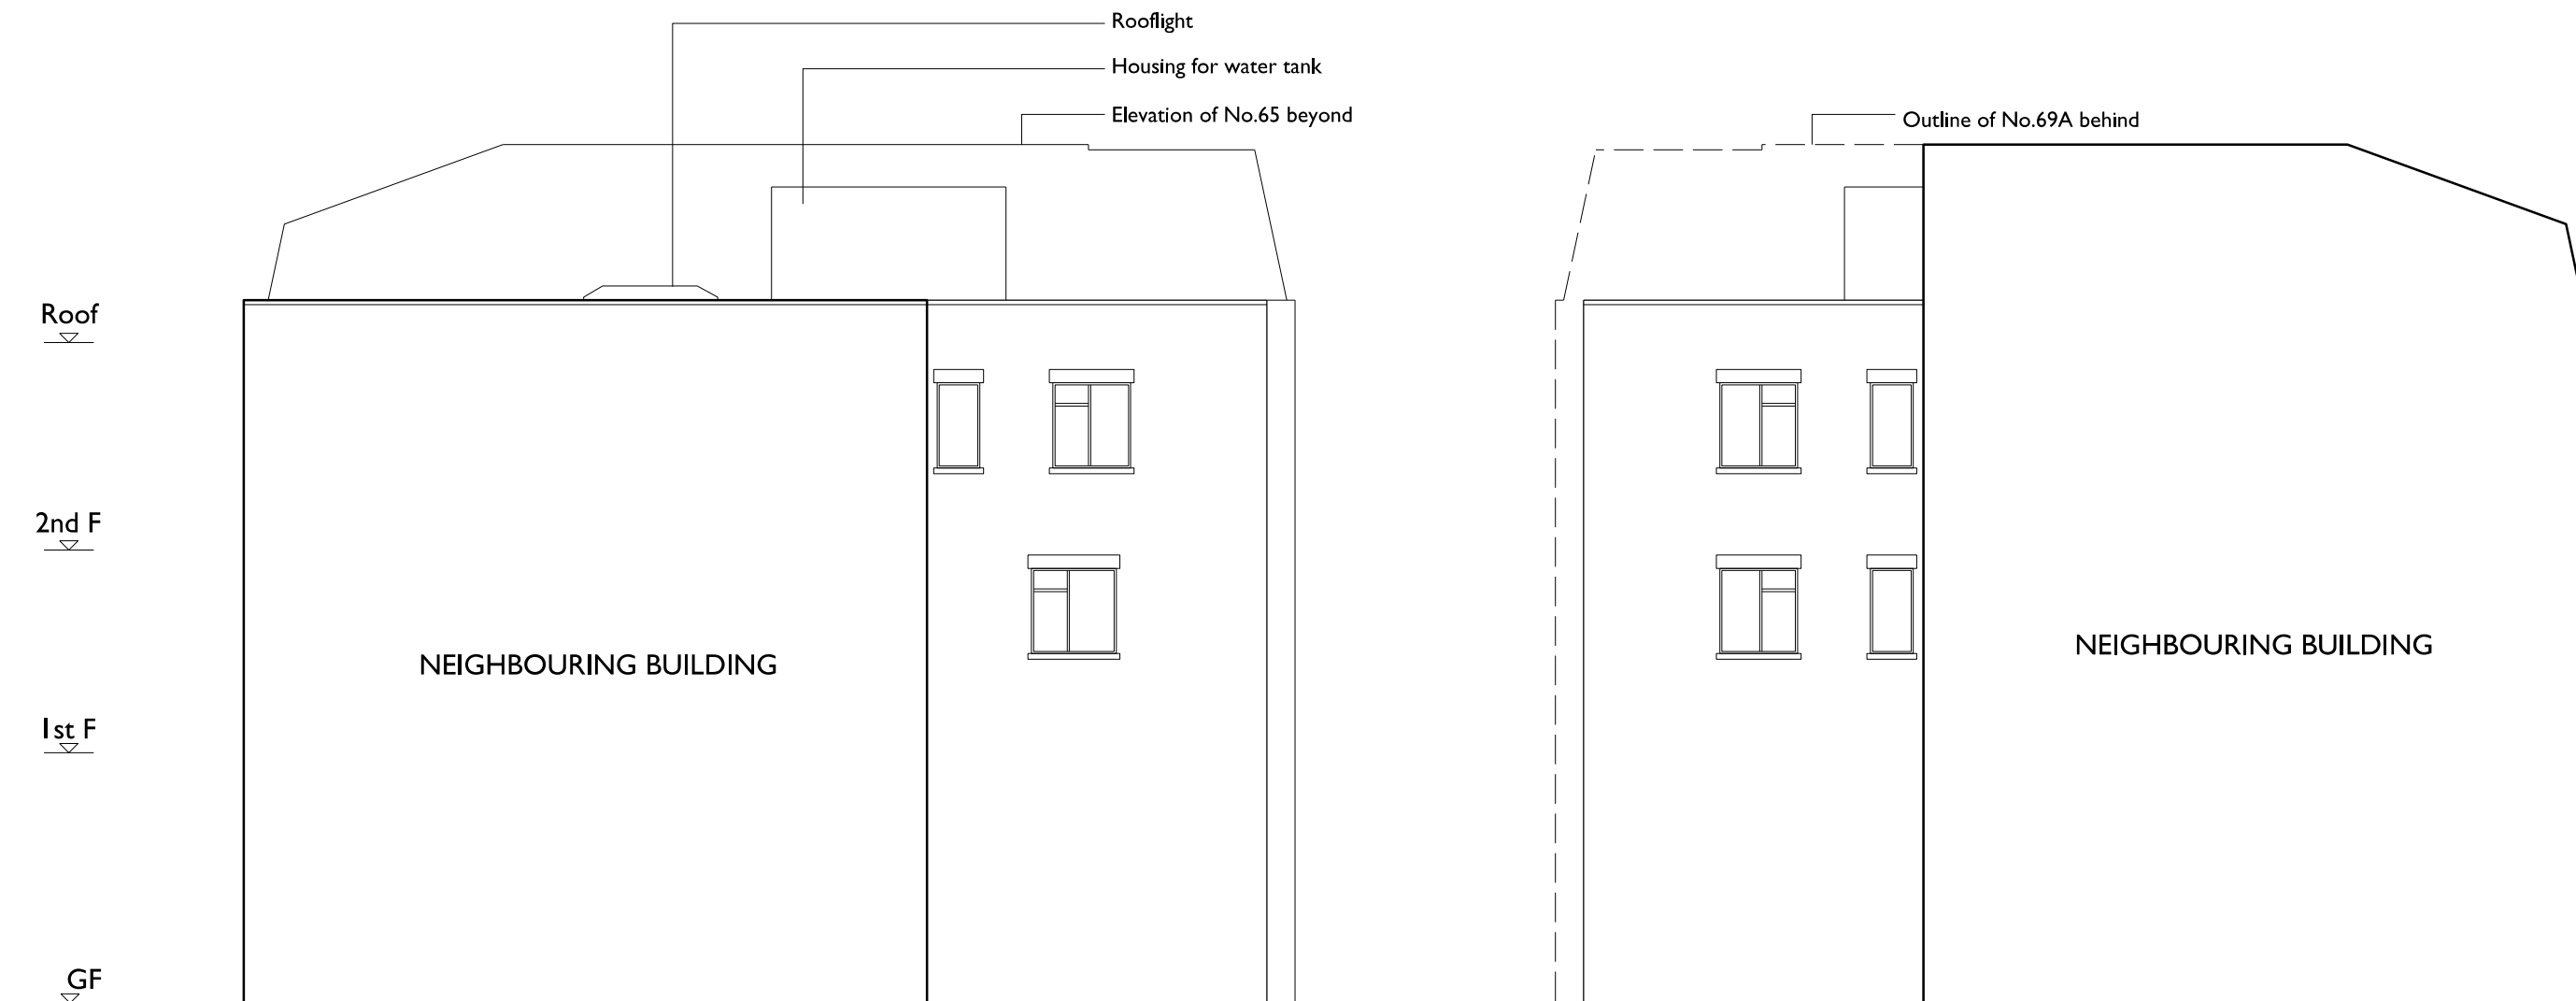 Rooflight
Housing for water tank
Elevation of No.65 beyond
Outline of No.69A behind
Roof
2nd F
NEIGHBOURING BUILDING
NEIGHBOURING BUILDING
1st F
GF